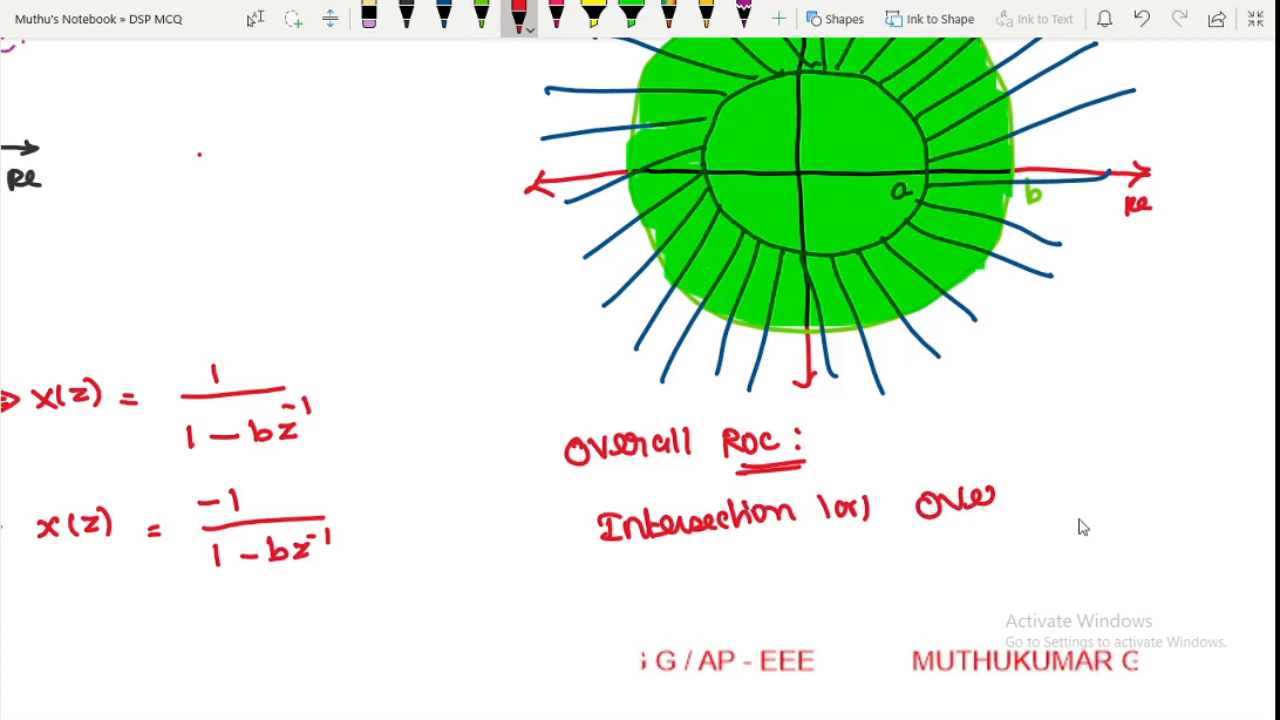 Muthu's Notebook » DSP MCQ
Shapes
Ink to Shape
Ink to Text
Re
a
b
Re
x(z) = 1 / 1 - bz^-1
Overall Roc:
x(z) = -1 / 1 - bz^-1
Intersection (or) Over
Activate Windows
Go to Settings to activate Windows.
G / AP - EEE
MUTHUKUMAR G